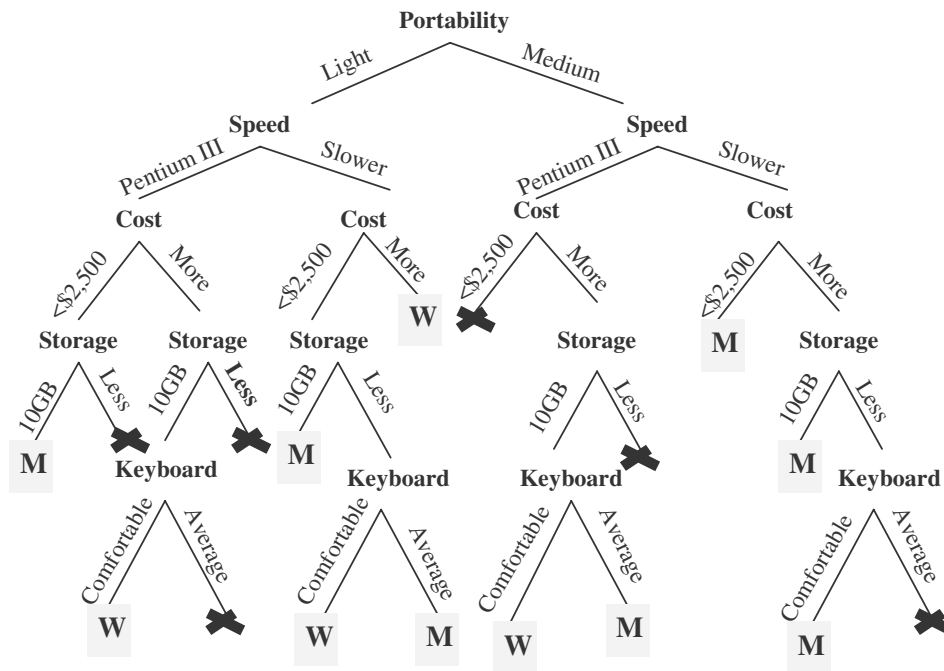 Portability
Light Medium
Speed Speed
Pentium III Slower Pentium III Slower
Cost Cost Cost Cost
<$2,500 More <$2,500 More <$2,500 More <$2,500 More
W M
Storage Storage Storage Storage Storage
10GB Less 10GB Less 10GB Less 10GB Less 10GB Less
M M M
Keyboard Keyboard Keyboard Keyboard
Comfortable Average Comfortable Average Comfortable Average Comfortable Average
W W M W M M